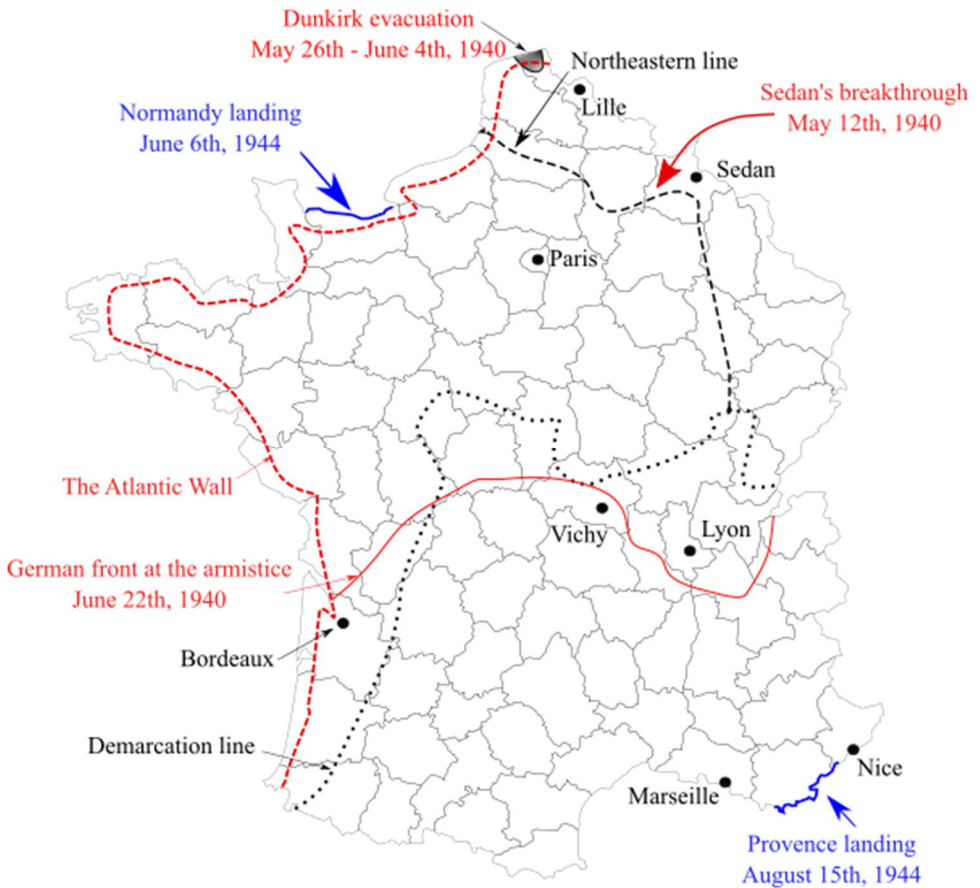 Dunkirk evacuation
May 26th - June 4th, 1940
Northeastern line
Lille
Sedan's breakthrough
May 12th, 1940
Normandy landing
June 6th, 1944
Sedan
Paris
The Atlantic Wall
Vichy
Lyon
German front at the armistice
June 22th, 1940
Bordeaux
Demarcation line
Nice
Marseille
Provence landing
August 15th, 1944